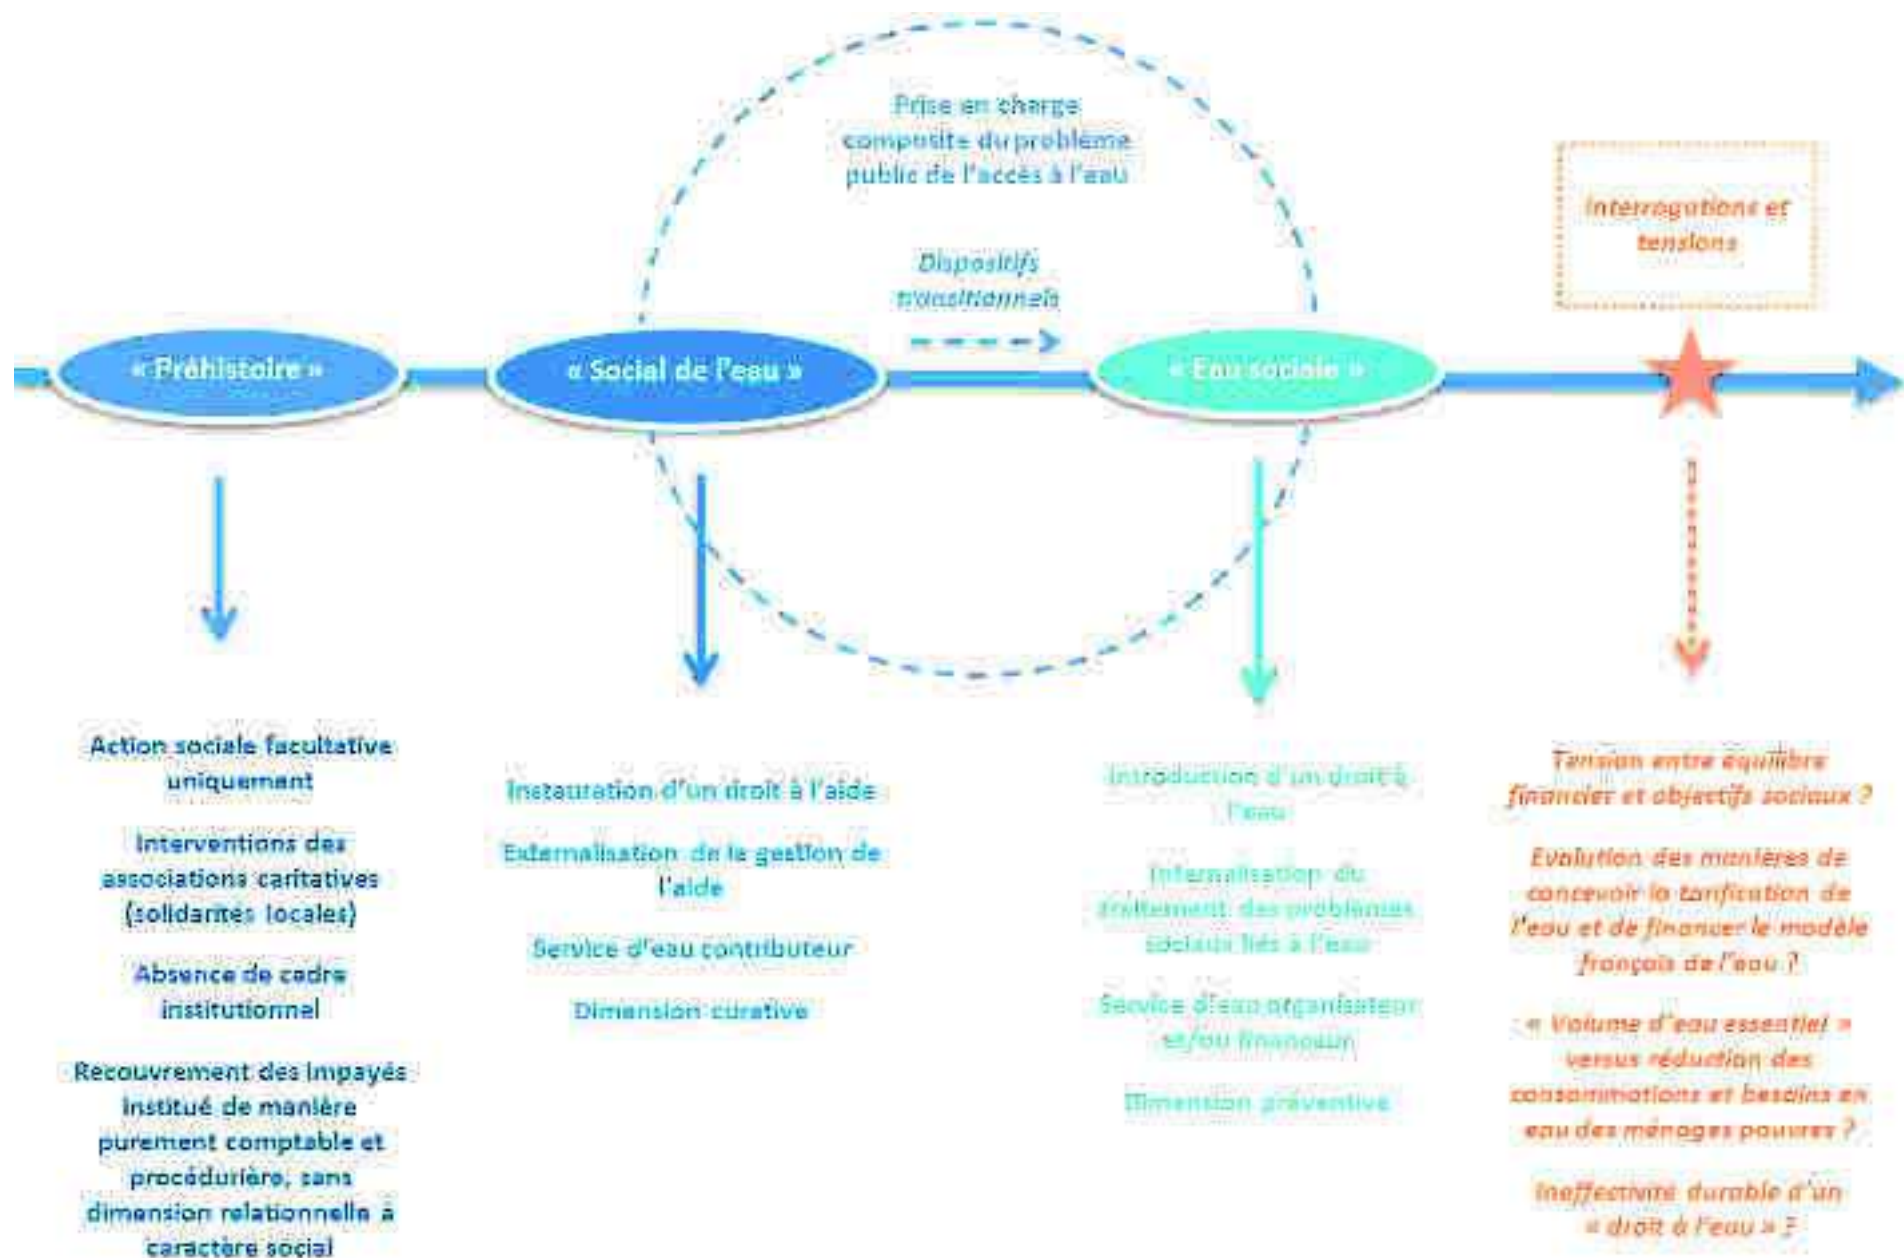 Prise en charge
composite du problème
public de l'accès à l'eau
Dispositifs
transitionnels
Interrogations et
tensions
« Préhistoire »
« Social de l'eau »
« Eau sociale »
Action sociale facultative
uniquement
Interventions des
associations caritatives
(solidarités locales)
Absence de cadre
institutionnel
Recouvrement des impayés
institué de manière
purement comptable et
procédurière, sans
dimension relationnelle à
caractère social
Instauration d'un droit à l'aide
Externalisation de la gestion de
l'aide
Service d'eau contributeur
Dimension curative
Introduction d'un droit à
l'eau
Internalisation du
traitement des problèmes
sociaux liés à l'eau
Service d'eau organisateur
et/ou financeur
Dimension préventive
Tension entre équilibre
financier et objectifs sociaux ?
Evolution des manières de
concevoir la tarification de
l'eau et de financer le modèle
français de l'eau ?
« Volume d'eau essentiel »
versus réduction des
consommations et besoins en
eau des ménages pauvres ?
Ineffectivité durable d'un
« droit à l'eau » ?